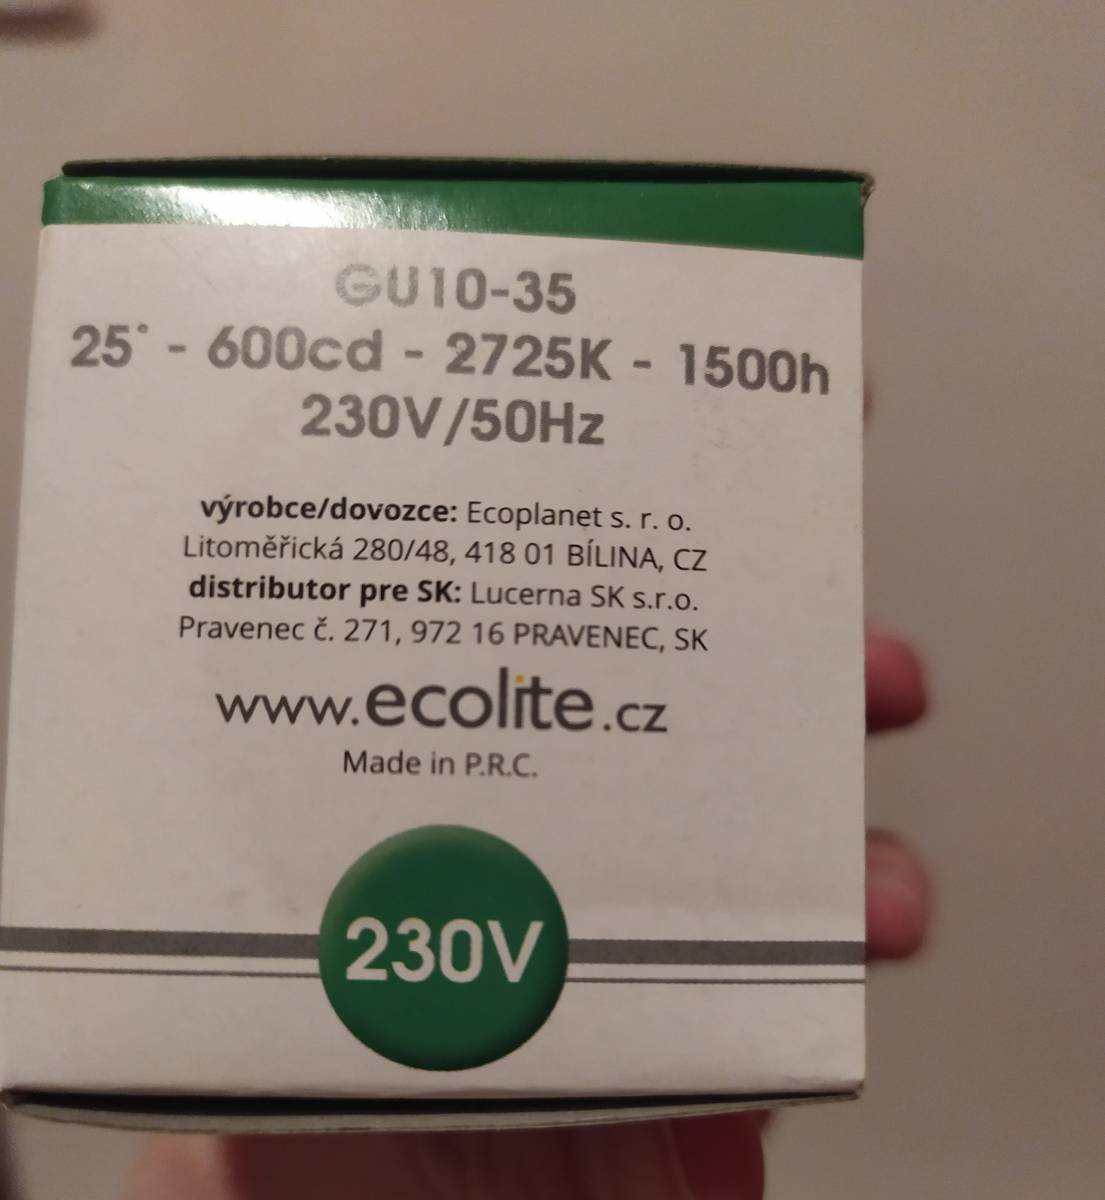 GU10-35
25° - 600cd - 2725K - 1500h
230V/50Hz
výrobce/dovozce: Ecoplanet s. r. o.
Litoměřická 280/48, 418 01 BÍLINA, CZ
distributor pre SK: Lucerna SK s.r.o.
Pravenec č. 271, 972 16 PRAVENEC, SK
www.ecolite.cz
Made in P.R.C.
230V